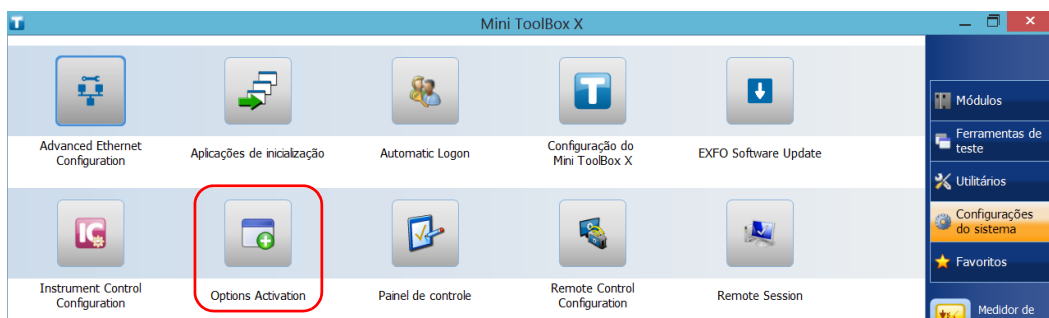 Mini ToolBox X
Advanced Ethernet
Configuration
Aplicações de inicialização
Automatic Logon
Configuração do
Mini ToolBox X
EXFO Software Update
Instrument Control
Configuration
Options Activation
Painel de controle
Remote Control
Configuration
Remote Session
Módulos
Ferramentas de
teste
Utilitários
Configurações
do sistema
Favoritos
Medidor de